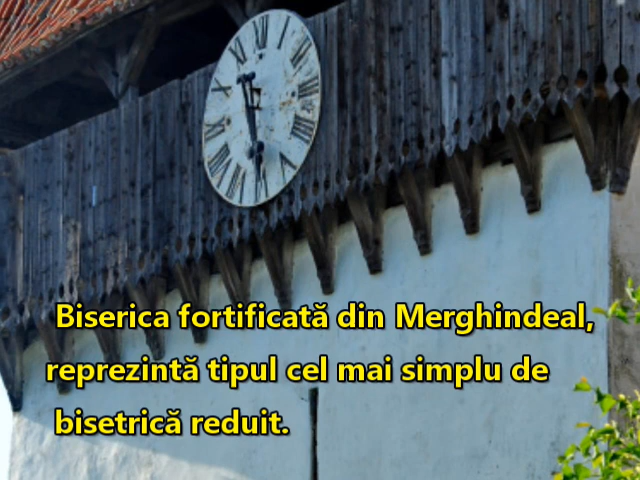 Biserica fortificată din Merghindeal,
reprezintă tipul cel mai simplu de
bisetrică reduit.